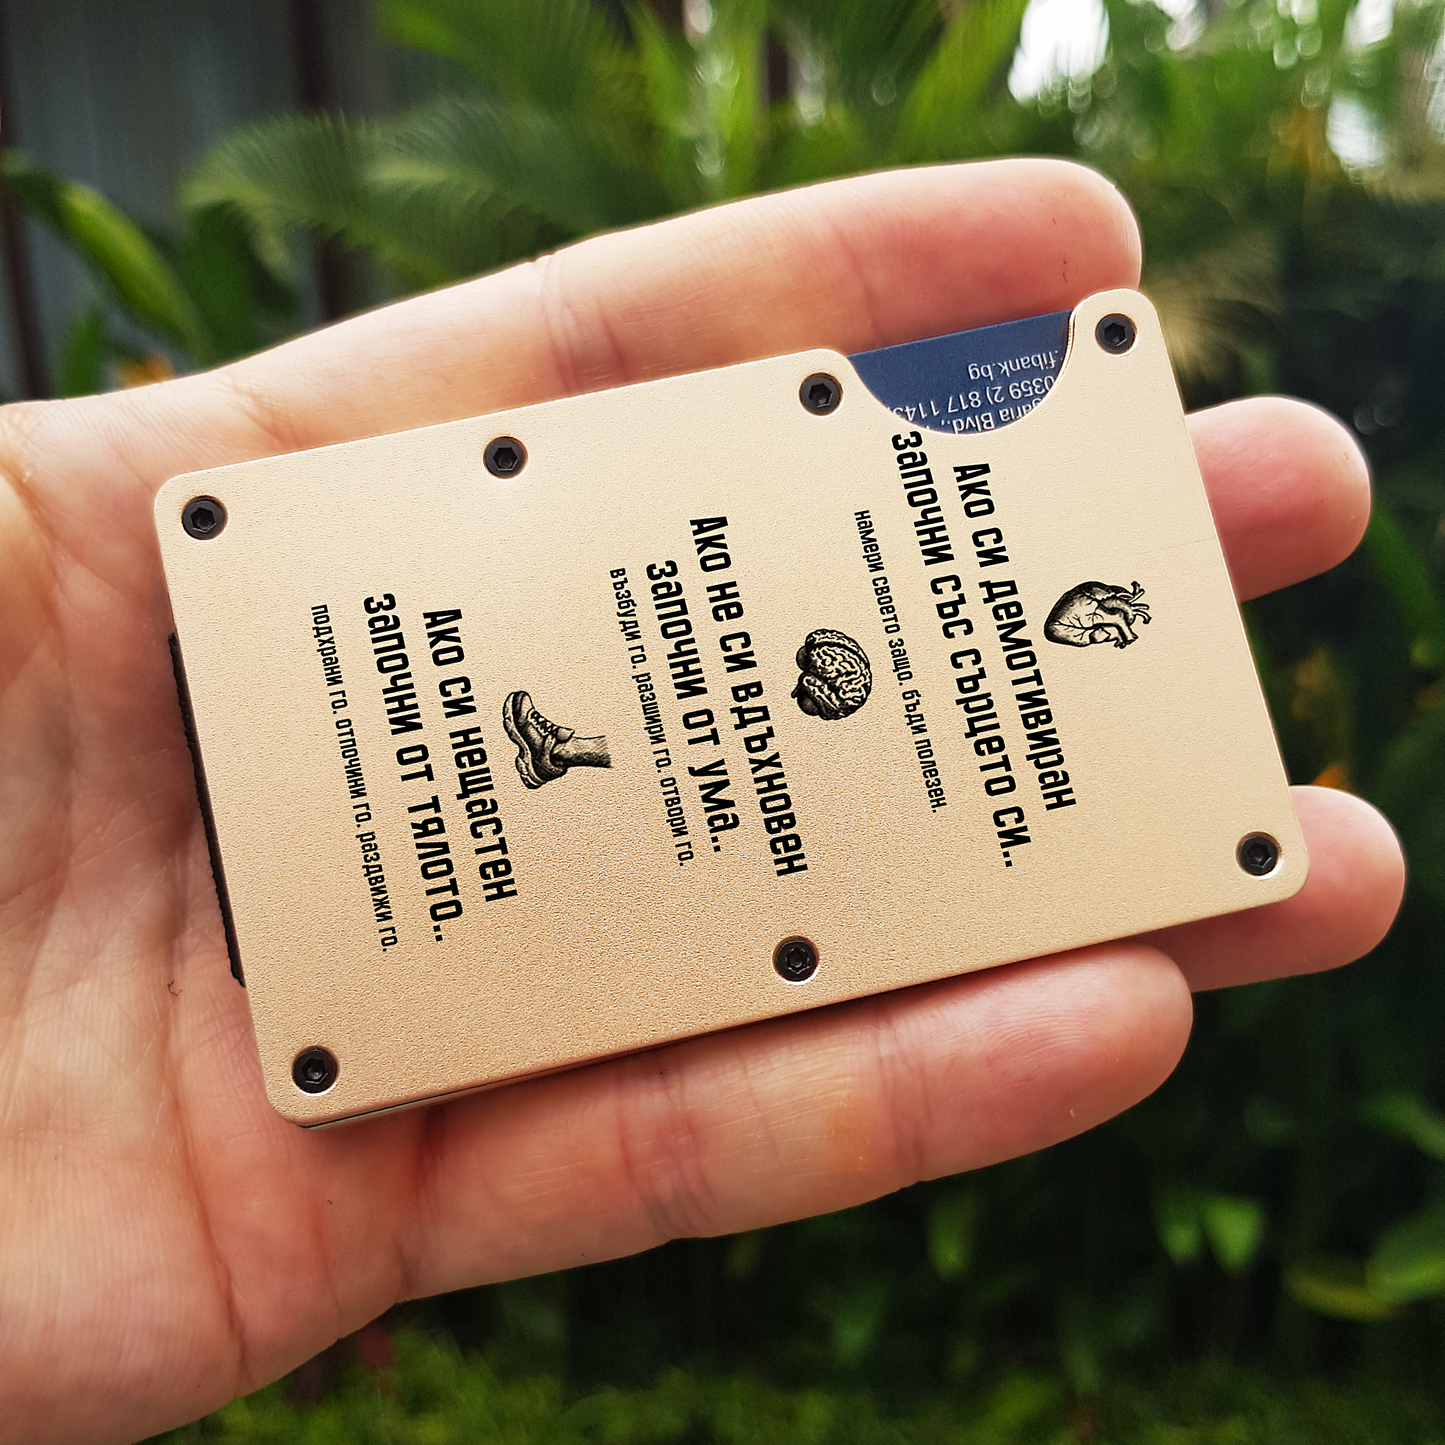 Ако си демотивиран
започни със сърцето си..
намери своето защо. бъди полезен.
Ако не си вдъхновен
започни от ума..
възбуди го. разшири го. отвори го.
Ако си нещастен
започни от тялото..
подхрани го. отпочини го. раздвижи го.
Blvd.,
0359 2) 817 114
.fibank.bg